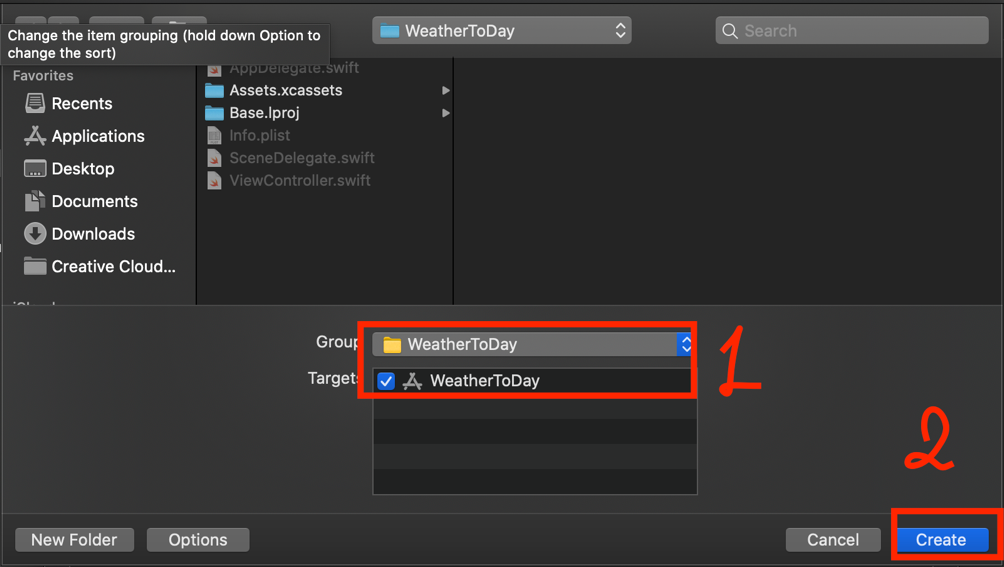 WeatherToDay
Search
Change the item grouping (hold down Option to
change the sort)
Favorites
Recents
Applications
Desktop
Documents
Downloads
Creative Cloud...
AppDelegate.swift
Assets.xcassets
Base.lproj
Info.plist
SceneDelegate.swift
ViewController.swift
Group
WeatherToDay
Targets
WeatherToDay
1
2
New Folder
Options
Cancel
Create